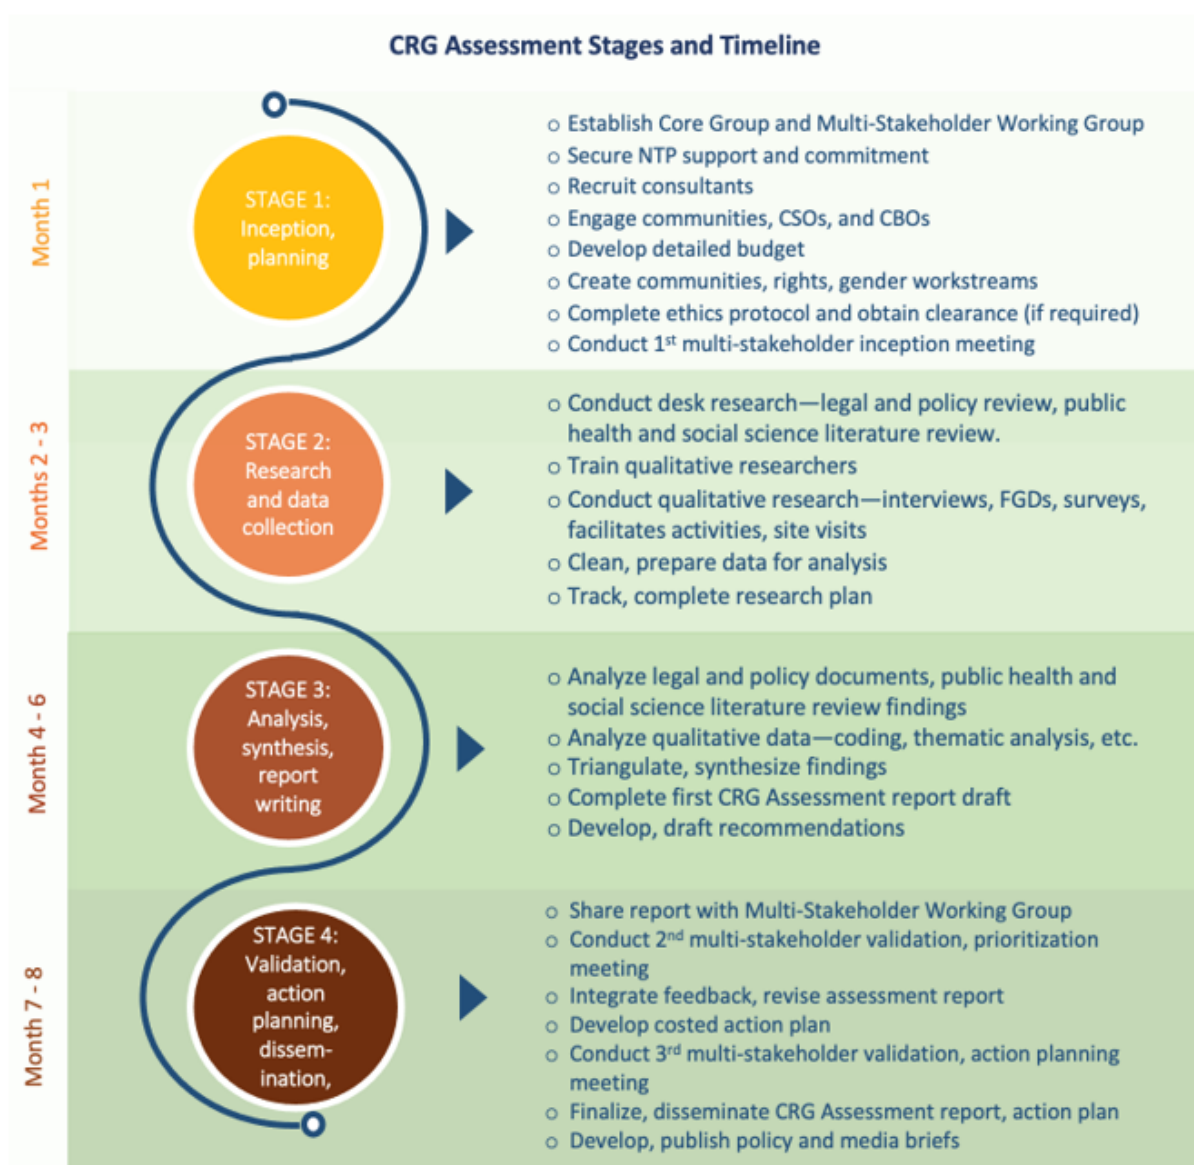 CRG Assessment Stages and Timeline
Month 1
STAGE 1:
Inception,
planning
o Establish Core Group and Multi-Stakeholder Working Group
o Secure NTP support and commitment
o Recruit consultants
o Engage communities, CSOs, and CBOs
o Develop detailed budget
o Create communities, rights, gender workstreams
o Complete ethics protocol and obtain clearance (if required)
o Conduct 1st multi-stakeholder inception meeting
Months 2 - 3
STAGE 2:
Research
and data
collection
o Conduct desk research—legal and policy review, public
health and social science literature review.
o Train qualitative researchers
o Conduct qualitative research—interviews, FGDs, surveys,
facilitates activities, site visits
o Clean, prepare data for analysis
o Track, complete research plan
Month 4 - 6
STAGE 3:
Analysis,
synthesis,
report
writing
o Analyze legal and policy documents, public health and
social science literature review findings
o Analyze qualitative data—coding, thematic analysis, etc.
o Triangulate, synthesize findings
o Complete first CRG Assessment report draft
o Develop, draft recommendations
Month 7 - 8
STAGE 4:
Validation,
action
planning,
dissem-
ination,
o Share report with Multi-Stakeholder Working Group
o Conduct 2nd multi-stakeholder validation, prioritization
meeting
o Integrate feedback, revise assessment report
o Develop costed action plan
o Conduct 3rd multi-stakeholder validation, action planning
meeting
o Finalize, disseminate CRG Assessment report, action plan
o Develop, publish policy and media briefs